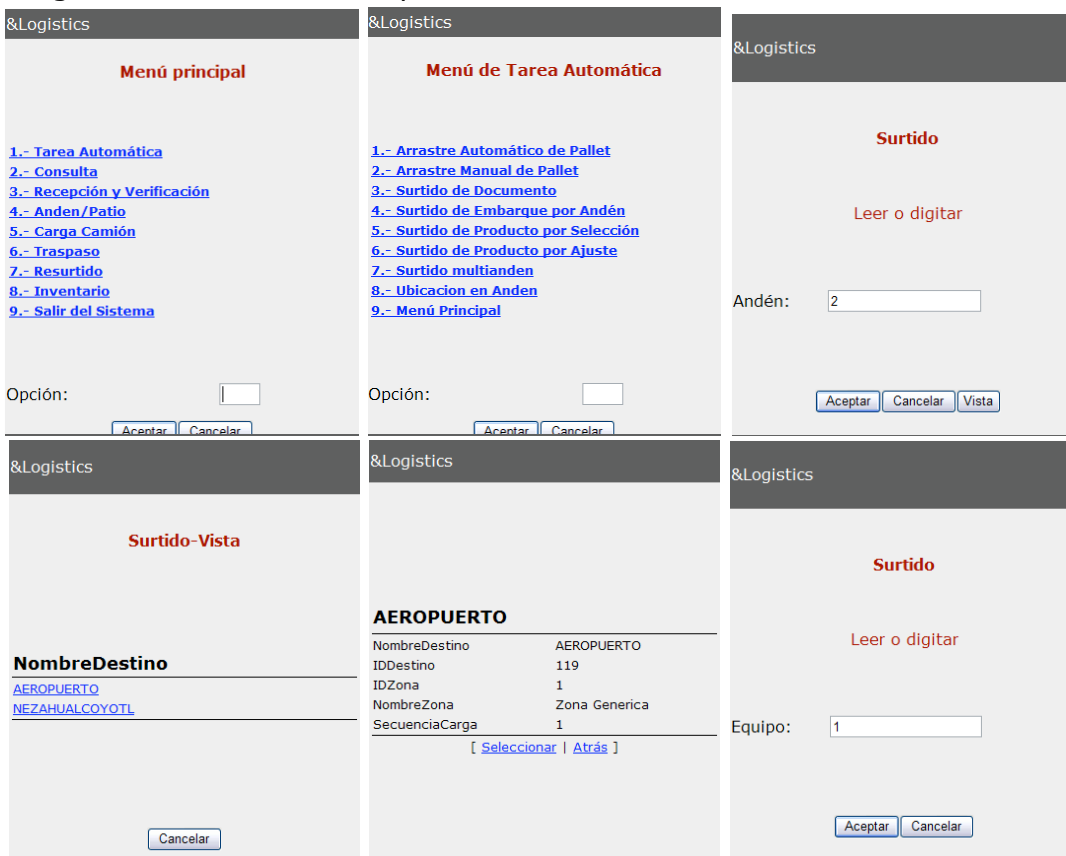 &Logistics
Menú principal
1.- Tarea Automática
2.- Consulta
3.- Recepción y Verificación
4.- Anden/Patio
5.- Carga Camión
6.- Traspaso
7.- Resurtido
8.- Inventario
9.- Salir del Sistema
Opción:
Aceptar Cancelar
&Logistics
Menú de Tarea Automática
1.- Arrastre Automático de Pallet
2.- Arrastre Manual de Pallet
3.- Surtido de Documento
4.- Surtido de Embarque por Andén
5.- Surtido de Producto por Selección
6.- Surtido de Producto por Ajuste
7.- Surtido multianden
8.- Ubicacion en Anden
9.- Menú Principal
Opción:
Aceptar Cancelar
&Logistics
Surtido
Leer o digitar
Andén: 2
Aceptar Cancelar Vista
&Logistics
Surtido-Vista
NombreDestino
AEROPUERTO
NEZAHUALCOYOTL
Cancelar
&Logistics
AEROPUERTO
NombreDestino AEROPUERTO
IDDestino 119
IDZona 1
NombreZona Zona Generica
SecuenciaCarga 1
[ Seleccionar | Atrás ]
&Logistics
Surtido
Leer o digitar
Equipo: 1
Aceptar Cancelar